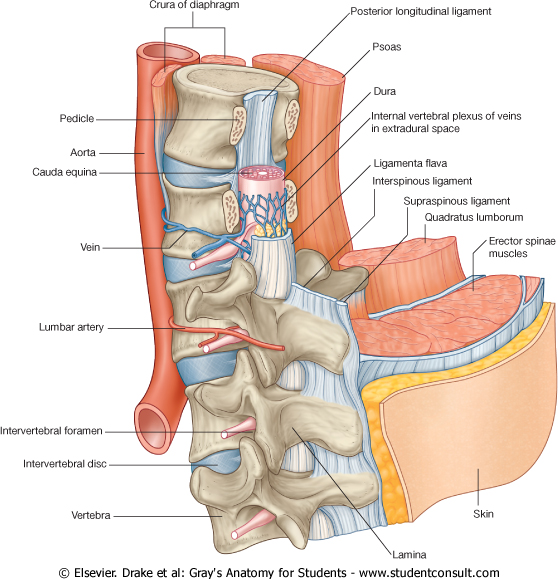 Crura of diaphragm
Posterior longitudinal ligament
Psoas
Dura
Pedicle
Internal vertebral plexus of veins
in extradural space
Aorta
Ligamenta flava
Cauda equina
Interspinous ligament
Supraspinous ligament
Quadratus lumborum
Vein
Erector spinae
muscles
Lumbar artery
Intervertebral foramen
Intervertebral disc
Vertebra
Skin
Lamina
© Elsevier. Drake et al: Gray's Anatomy for Students - www.studentconsult.com